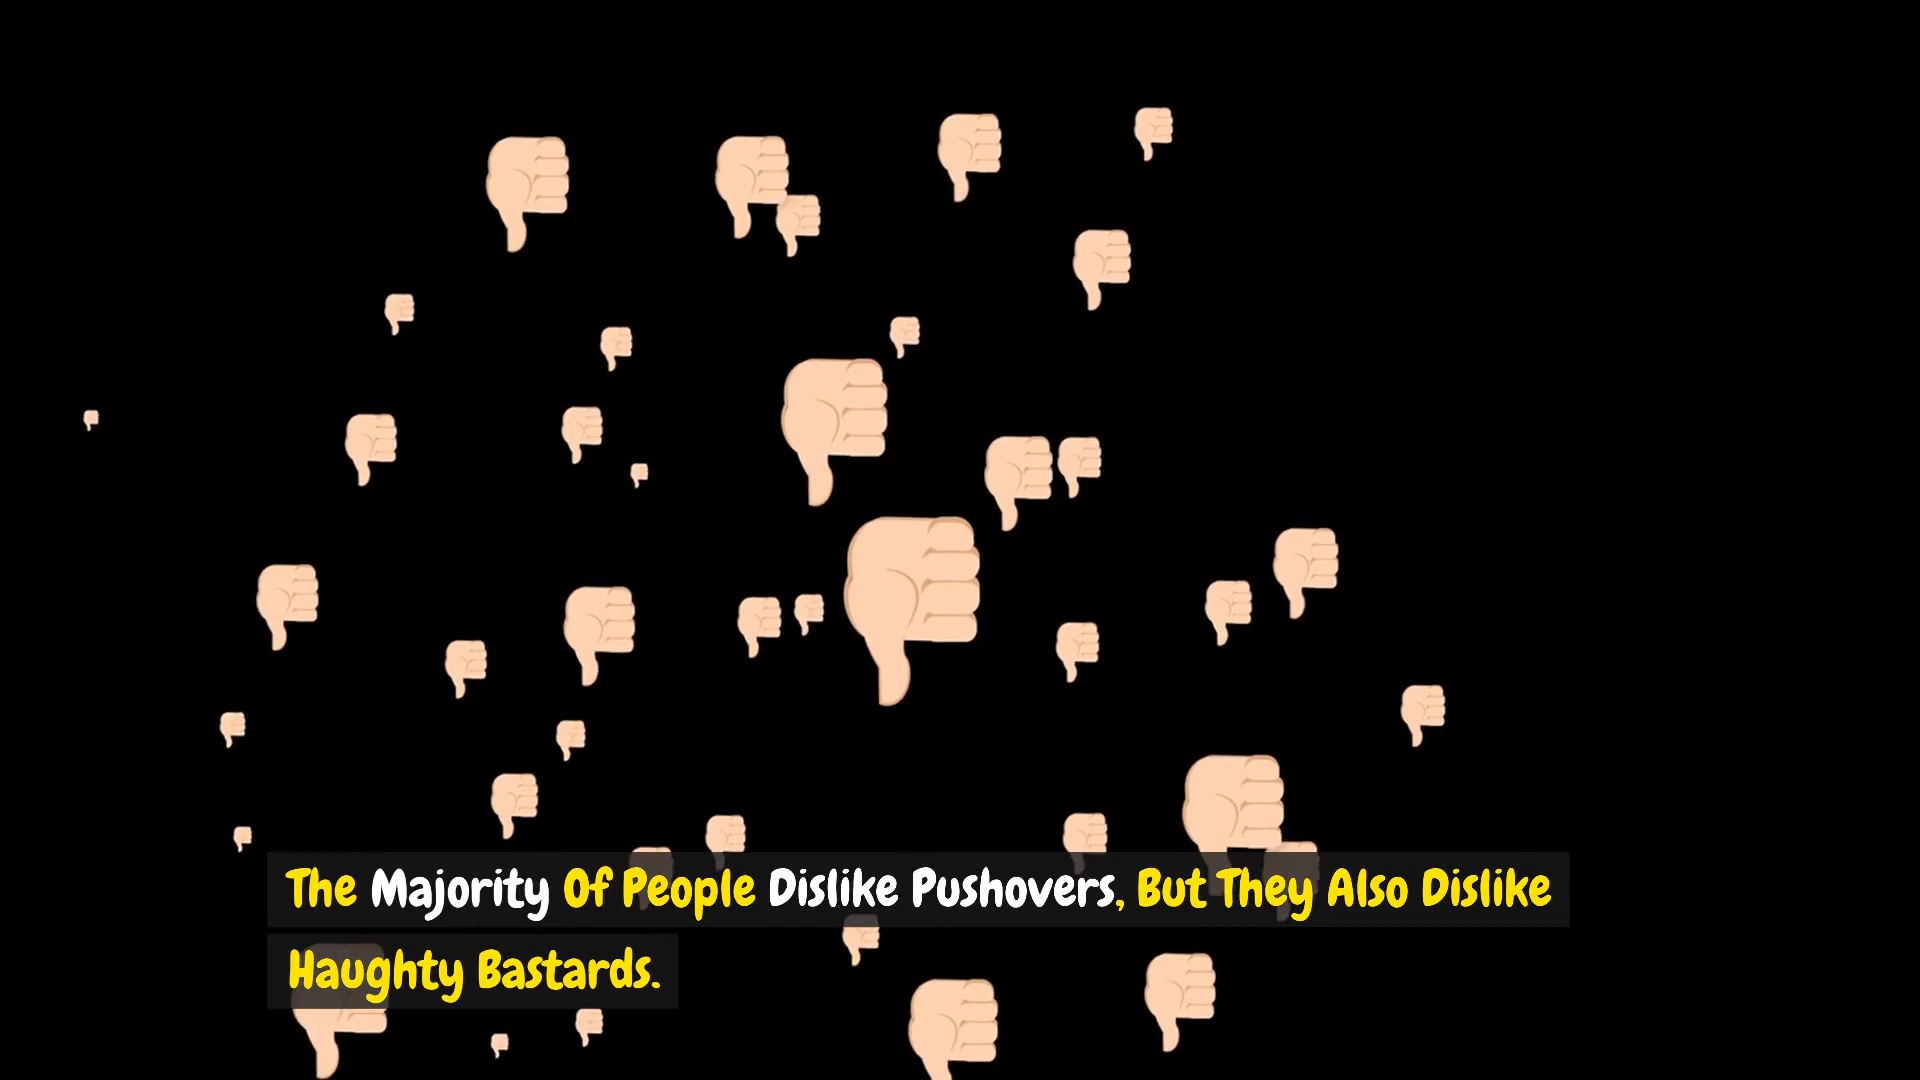 The Majority Of People Dislike Pushovers, But They Also Dislike
Haughty Bastards.